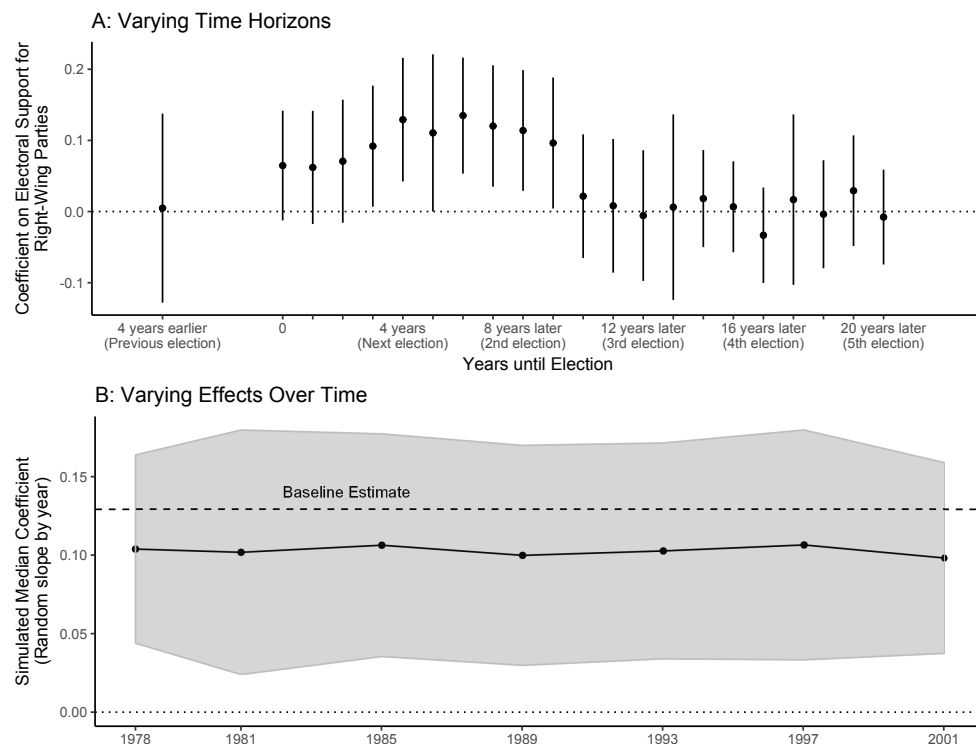 A: Varying Time Horizons
Coefficient on Electoral Support for
Right-Wing Parties
0.2
0.1
0.0
-0.1
4 years earlier
(Previous election)
0
4 years
(Next election)
8 years later
(2nd election)
12 years later
(3rd election)
16 years later
(4th election)
20 years later
(5th election)
Years until Election
B: Varying Effects Over Time
Simulated Median Coefficient
(Random slope by year)
0.15
0.10
0.05
0.00
Baseline Estimate
1978
1981
1985
1989
1993
1997
2001